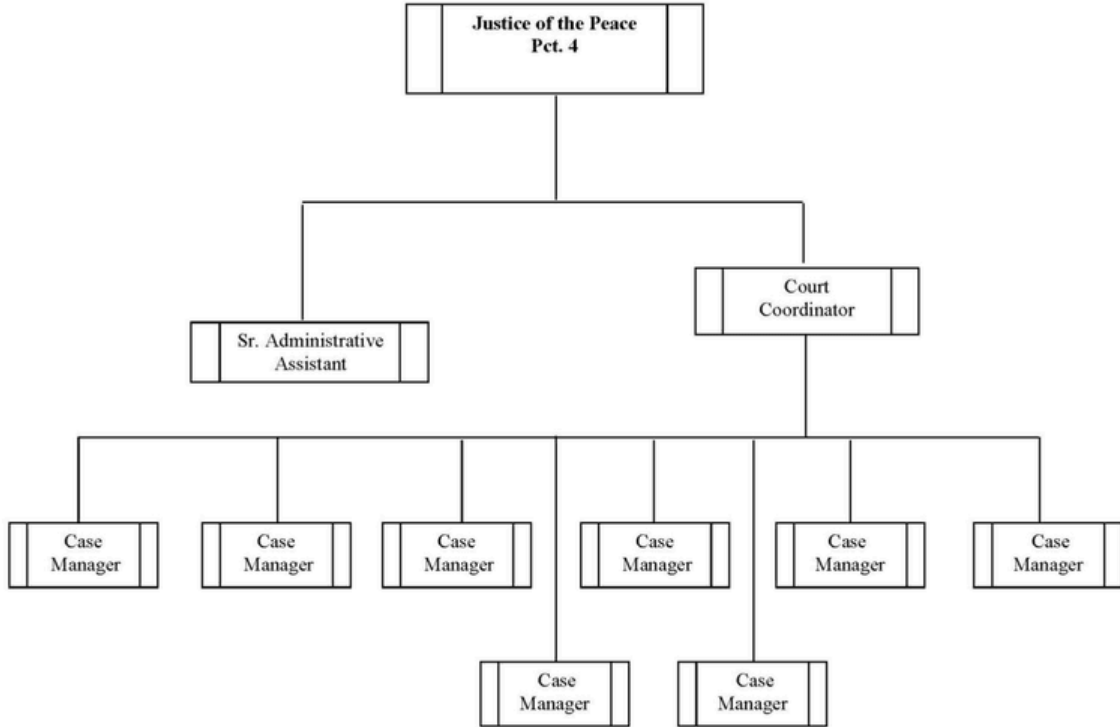 Justice of the Peace
Pct. 4
Court
Coordinator
Sr. Administrative
Assistant
Case
Manager
Case
Manager
Case
Manager
Case
Manager
Case
Manager
Case
Manager
Case
Manager
Case
Manager